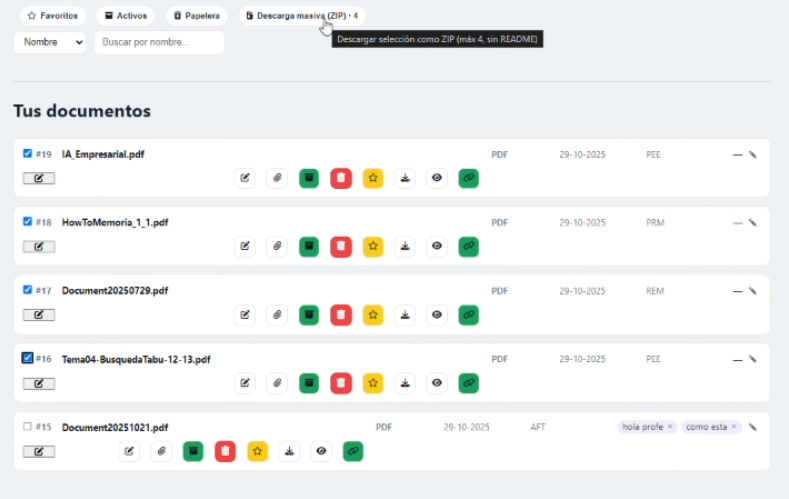 Favoritos Activos Papelera Descarga masiva (ZIP) · 4
Nombre Buscar por nombre...
Descargar selección como ZIP (máx 4, sin README)
Tus documentos
#19 IA_Empresarial.pdf PDF 29-10-2025 PEE —
#18 HowToMemoria_1_1.pdf PDF 29-10-2025 PRM —
#17 Document20250729.pdf PDF 29-10-2025 REM —
#16 Tema04-BusquedaTabu-12-13.pdf PDF 29-10-2025 PEE —
#15 Document20251021.pdf PDF 29-10-2025 AFT hola profe × como esta ×